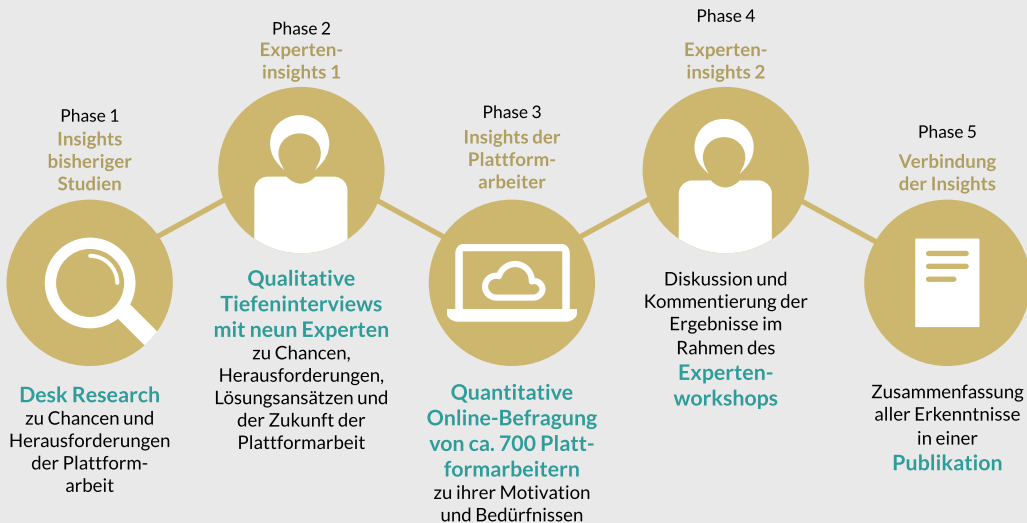 Phase 1
Insights
bisheriger
Studien
Desk Research
zu Chancen und
Herausforderungen
der Plattform-
arbeit
Phase 2
Experten-
insights 1
Qualitative
Tiefeninterviews
mit neun Experten
zu Chancen,
Herausforderungen,
Lösungsansätzen und
der Zukunft der
Plattformarbeit
Phase 3
Insights der
Plattform-
arbeiter
Quantitative
Online-Befragung
von ca. 700 Platt-
formarbeitern
zu ihrer Motivation
und Bedürfnissen
Phase 4
Experten-
insights 2
Diskussion und
Kommentierung der
Ergebnisse im
Rahmen des
Experten-
workshops
Phase 5
Verbindung
der Insights
Zusammenfassung
aller Erkenntnisse
in einer
Publikation